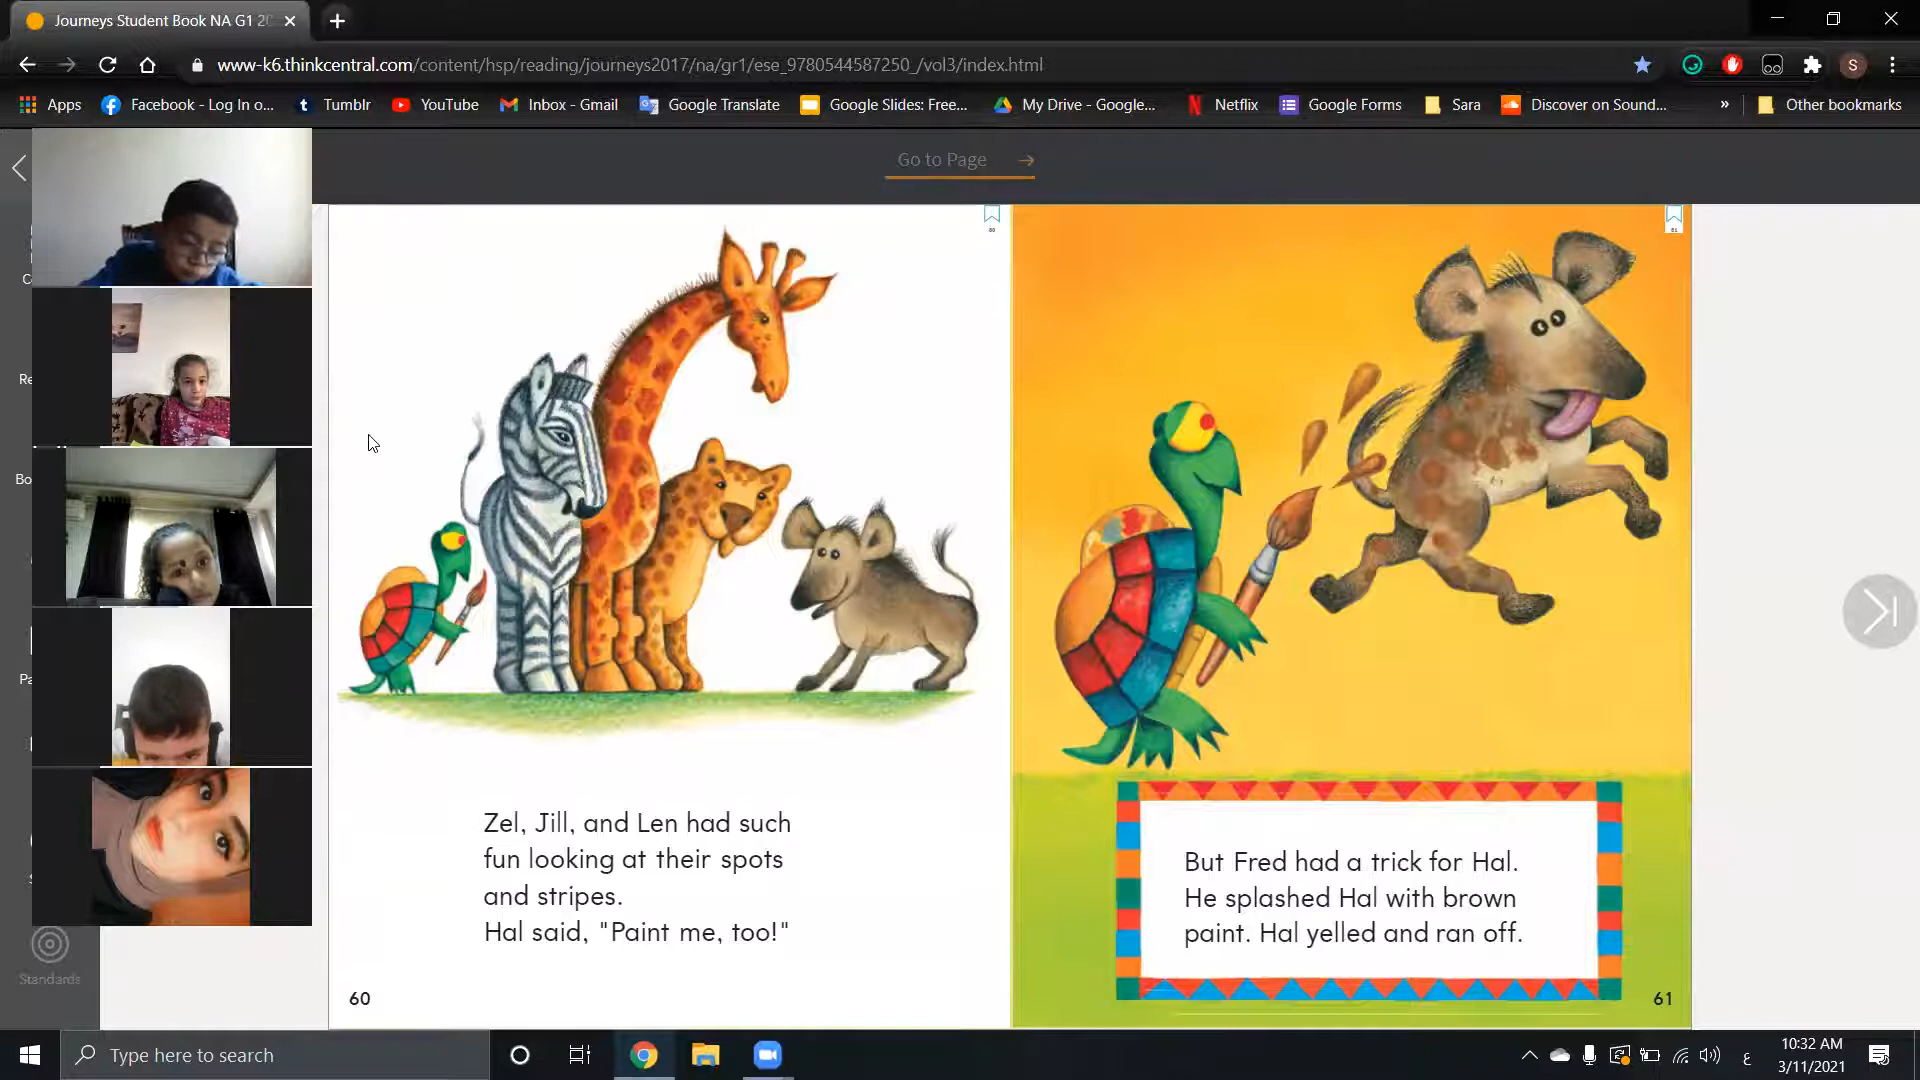 Journeys Student Book NA G1 20
www-k6.thinkcentral.com/content/hsp/reading/journeys2017/na/gr1/ese_9780544587250_/vol3/index.html
S
Apps
Facebook - Log In o...
Tumblr
YouTube
Inbox - Gmail
Google Translate
Google Slides: Free...
My Drive - Google...
Netflix
Google Forms
Sara
Discover on Sound...
»
Other bookmarks
Go to Page
60
61
Re
Bo
Pa
Standards
Zel, Jill, and Len had such
fun looking at their spots
and stripes.
Hal said, "Paint me, too!"
60
But Fred had a trick for Hal.
He splashed Hal with brown
paint. Hal yelled and ran off.
61
Type here to search
ع
10:32 AM
3/11/2021